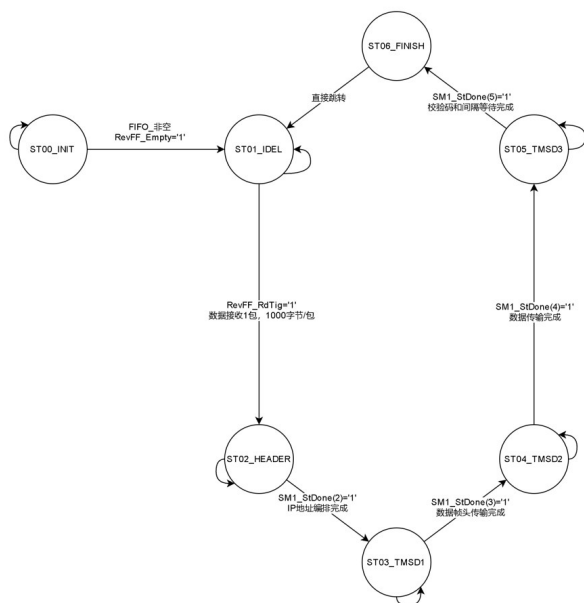 ST06_FINISH
直接跳转
SM1_StDone(5)='1'
校验码和间隔等待完成
FIFO_非空
RevFF_Empty='1'
ST00_INIT
ST01_IDEL
ST05_TMSD3
RevFF_RdTig='1'
数据接收1包，1000字节/包
SM1_StDone(4)='1'
数据传输完成
ST02_HEADER
ST04_TMSD2
SM1_StDone(2)='1'
IP地址编排完成
SM1_StDone(3)='1'
数据帧头传输完成
ST03_TMSD1